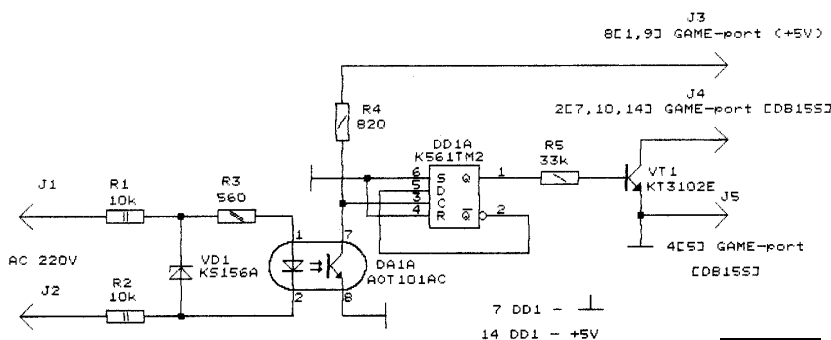 J3
8[1,9] GAME-port (+5V)
J4
2[7,10,14] GAME-port [DB15S]
R4
820
DD1A
K561TM2
R5
33k
6 S Q 1
5 D
3 C
4 R Q 2
VT1
KT3102E
J5
4[5] GAME-port
[DB15S]
J1
R1
10k
R3
560
AC 220V
VD1
KS156A
1
7
DA1A
AOT101AC
2
8
J2
R2
10k
7 DD1 -
14 DD1 - +5V